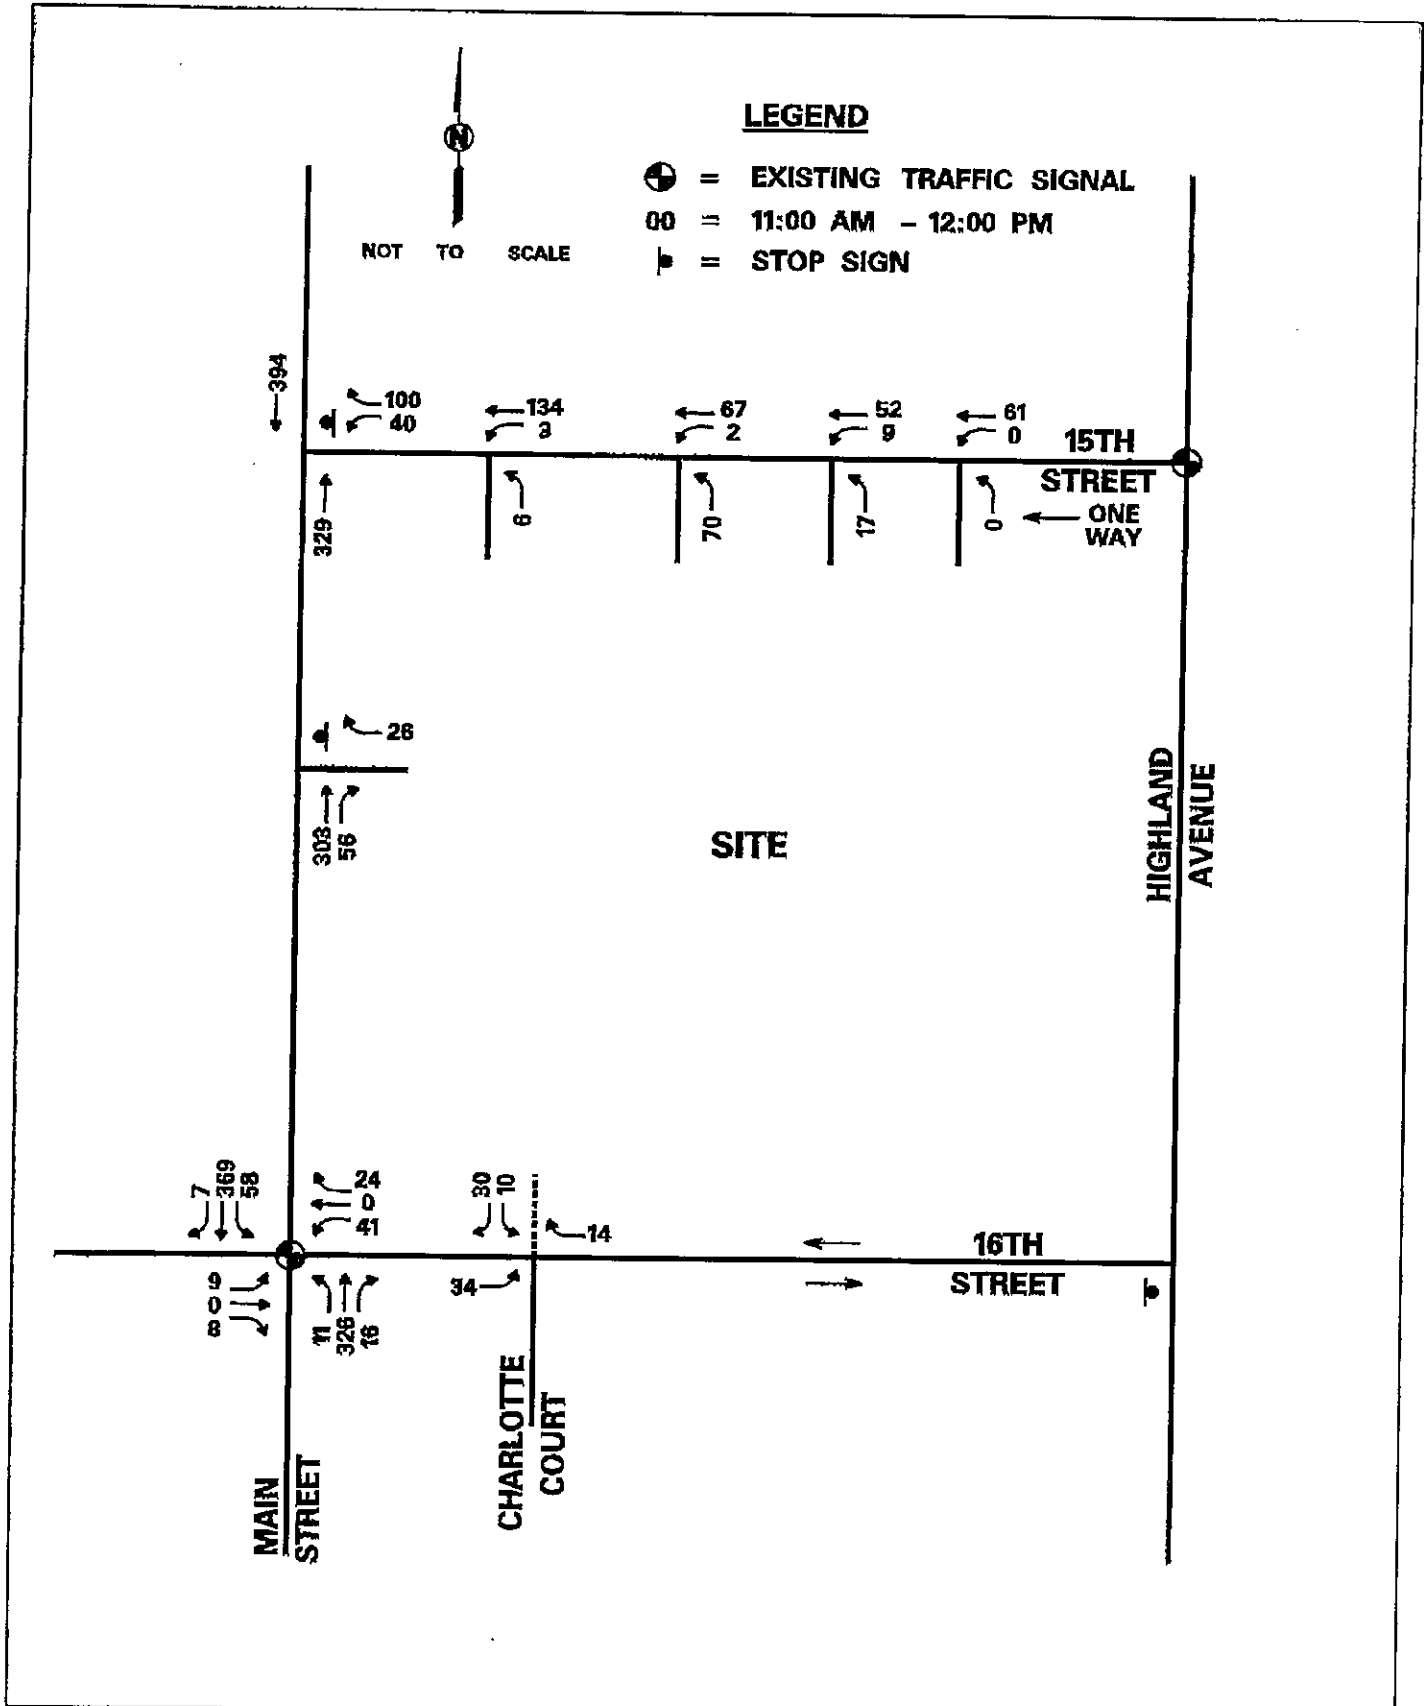 N
NOT TO SCALE
LEGEND
= EXISTING TRAFFIC SIGNAL
00 = 11:00 AM – 12:00 PM
= STOP SIGN
394
100
40
134
3
67
2
52
9
61
0
15TH
STREET
ONE
WAY
329
6
70
17
0
26
303
56
SITE
HIGHLAND
AVENUE
7
369
58
24
0
41
30
10
14
16TH
STREET
9
0
8
11
326
16
34
CHARLOTTE
COURT
MAIN
STREET